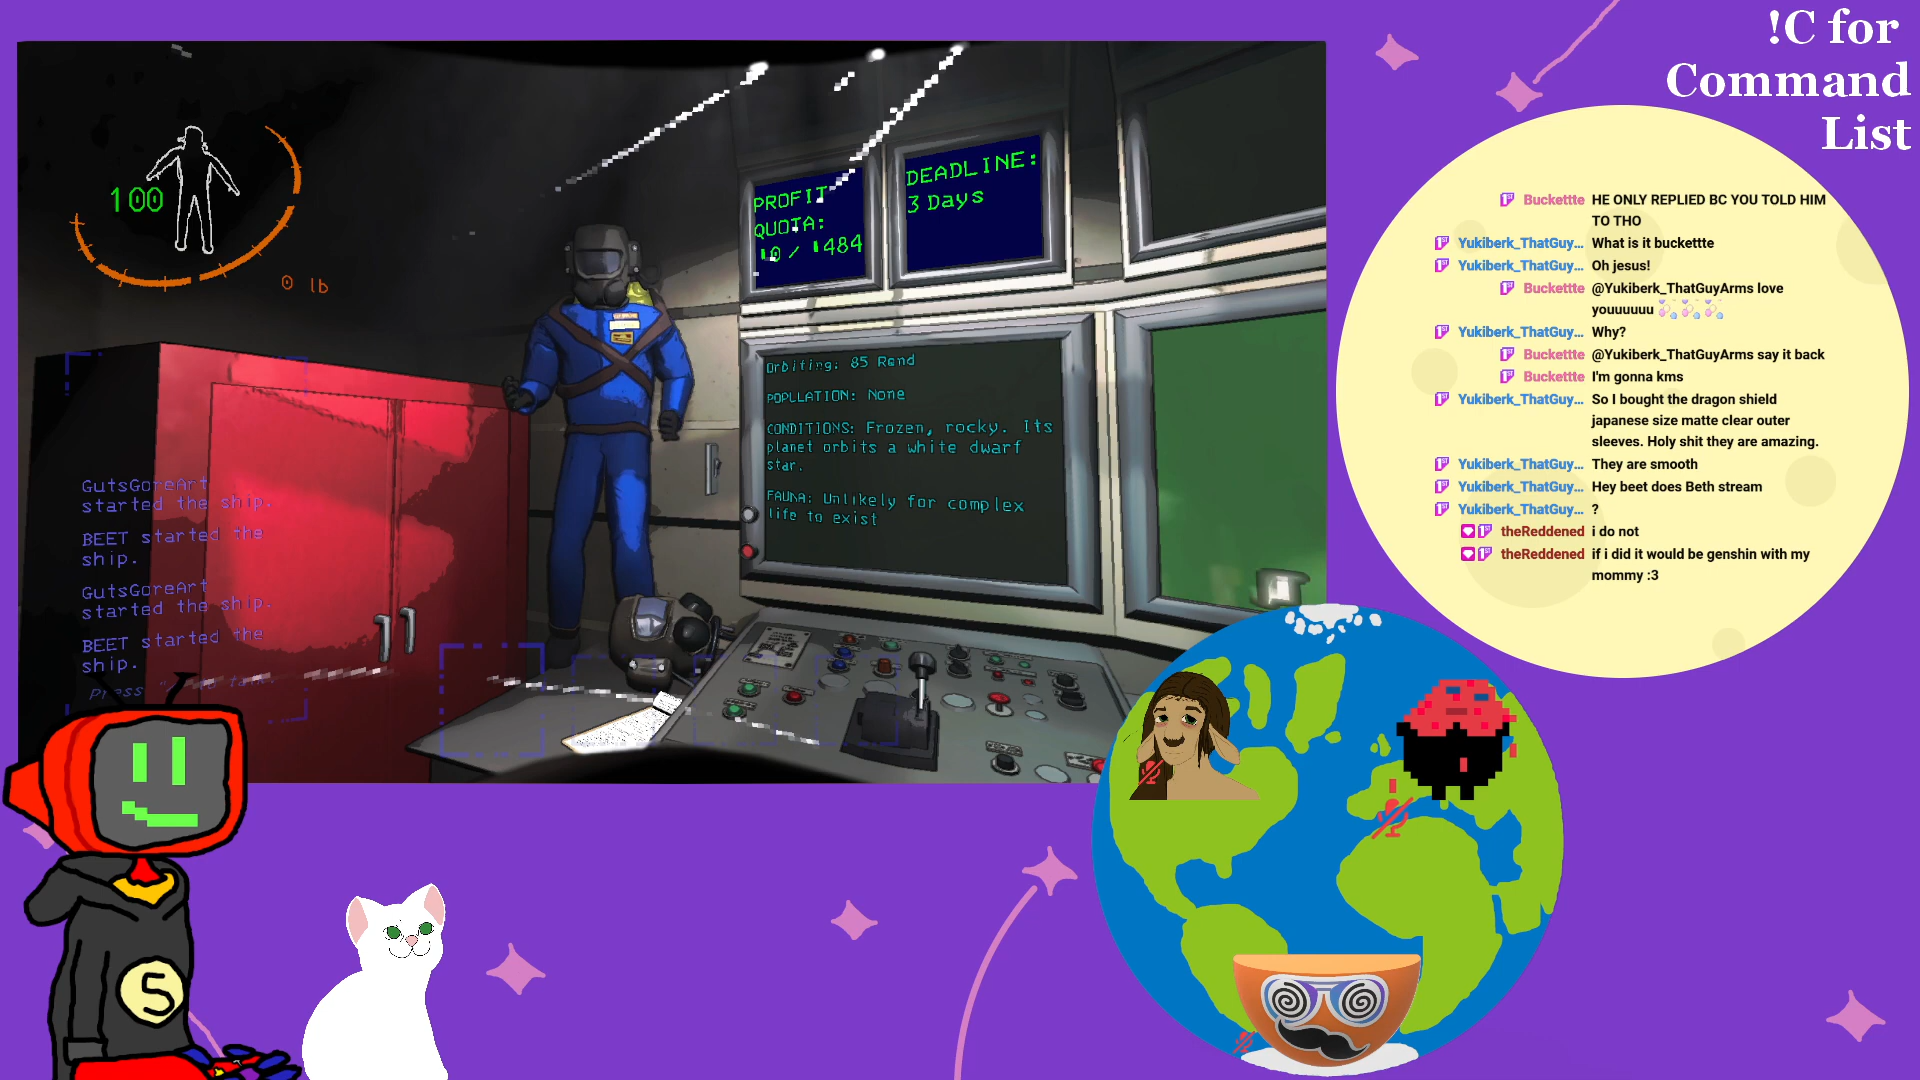 !C for
Command
List
100
0 lb
PROFIT
QUOTA:
0 / 484
DEADLINE:
3 Days
Orbiting: 85 Rend
POPULATION: None
CONDITIONS: Frozen, rocky. Its
planet orbits a white dwarf
star.
FAUNA: Unlikely for complex
life to exist
GutsGoreArt
started the ship.
BEET started the
ship.
GutsGoreArt
started the ship.
BEET started the
ship.
Press
Buckettte HE ONLY REPLIED BC YOU TOLD HIM
TO THO
Yukiberk_ThatGuy... What is it buckettte
Yukiberk_ThatGuy... Oh jesus!
Buckettte @Yukiberk_ThatGuyArms love
youuuuuu
Yukiberk_ThatGuy... Why?
Buckettte @Yukiberk_ThatGuyArms say it back
Buckettte I'm gonna kms
Yukiberk_ThatGuy... So I bought the dragon shield
japanese size matte clear outer
sleeves. Holy shit they are amazing.
Yukiberk_ThatGuy... They are smooth
Yukiberk_ThatGuy... Hey beet does Beth stream
Yukiberk_ThatGuy... ?
theReddened i do not
theReddened if i did it would be genshin with my
mommy :3
S